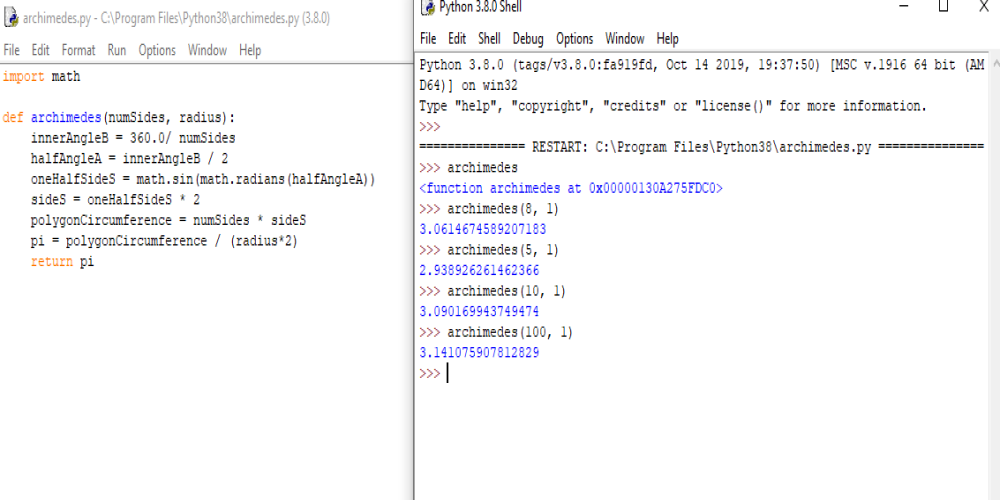 archimedes.py - C:\Program Files\Python38\archimedes.py (3.8.0)
File Edit Format Run Options Window Help
import math
def archimedes(numSides, radius):
    innerAngleB = 360.0/ numSides
    halfAngleA = innerAngleB / 2
    oneHalfSideS = math.sin(math.radians(halfAngleA))
    sideS = oneHalfSideS * 2
    polygonCircumference = numSides * sideS
    pi = polygonCircumference / (radius*2)
    return pi
Python 3.8.0 Shell
File Edit Shell Debug Options Window Help
Python 3.8.0 (tags/v3.8.0:fa919fd, Oct 14 2019, 19:37:50) [MSC v.1916 64 bit (AM
D64)] on win32
Type "help", "copyright", "credits" or "license()" for more information.
>>>
=============== RESTART: C:\Program Files\Python38\archimedes.py ===============
>>> archimedes
<function archimedes at 0x00000130A275FDC0>
>>> archimedes(8, 1)
3.0614674589207183
>>> archimedes(5, 1)
2.938926261462366
>>> archimedes(10, 1)
3.090169943749474
>>> archimedes(100, 1)
3.141075907812829
>>>